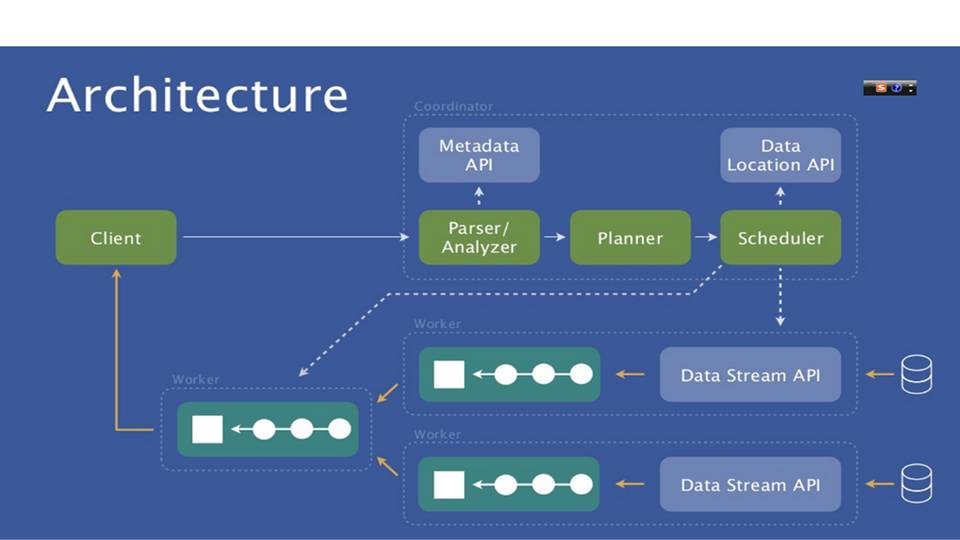 Architecture
Coordinator
Metadata
API
Data
Location API
Client
Parser/
Analyzer
Planner
Scheduler
Worker
Data Stream API
Worker
Worker
Data Stream API